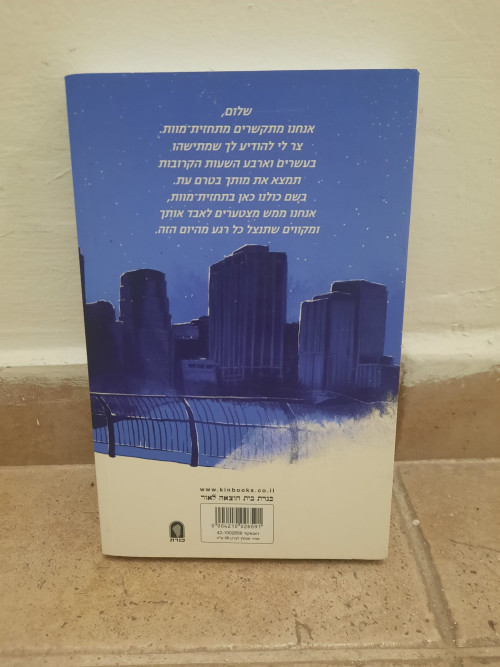 שלום,
אנחנו מתקשרים מתחזית־מוות.
צר לי להודיע לך שמתישהו
בעשרים וארבע השעות הקרובות
תמצא את מותך בטרם עת.
בשם כולנו כאן בתחזית־מוות,
אנחנו ממש מצטערים לאבד אותך
ומקווים שתנצל כל רגע מהיום הזה.
www.kinbooks.co.il
כנרת בית הוצאה לאור
כנרת